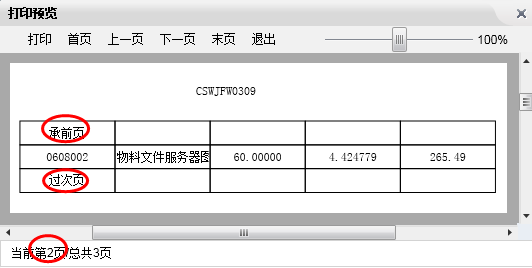 打印预览
打印 首页 上一页 下一页 末页 退出 100%
CSWJFW0309
承前页
0608002 物料文件服务器图 60.00000 4.424779 265.49
过次页
当前第2页/总共3页